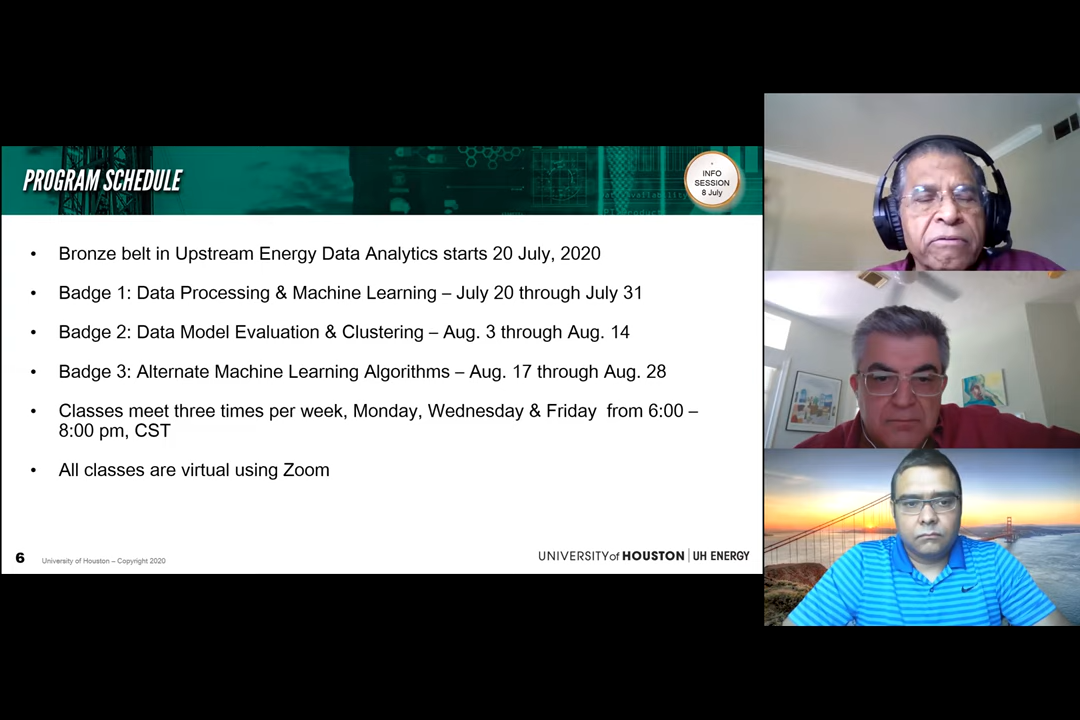 PROGRAM SCHEDULE
INFO
SESSION
8 July
• Bronze belt in Upstream Energy Data Analytics starts 20 July, 2020
• Badge 1: Data Processing & Machine Learning – July 20 through July 31
• Badge 2: Data Model Evaluation & Clustering – Aug. 3 through Aug. 14
• Badge 3: Alternate Machine Learning Algorithms – Aug. 17 through Aug. 28
• Classes meet three times per week, Monday, Wednesday & Friday from 6:00 –
8:00 pm, CST
• All classes are virtual using Zoom
6
University of Houston – Copyright 2020
UNIVERSITYof HOUSTON | UH ENERGY